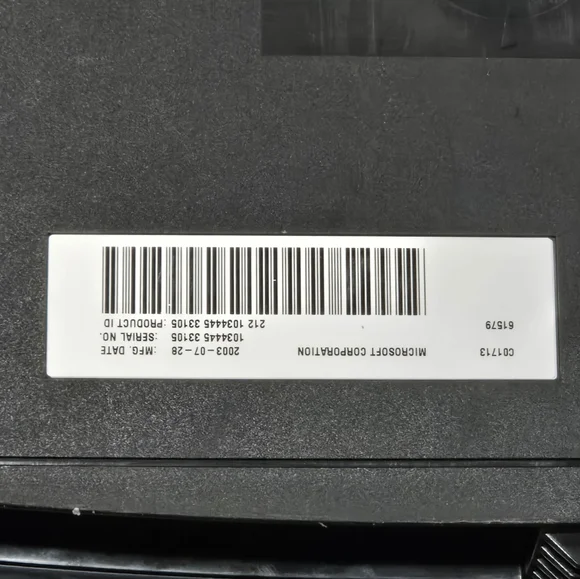 C01713 MICROSOFT CORPORATION 2003-07-28 :MFG. DATE
1034445 33105 :SERIAL NO.
61579 212 1034445 33105 :PRODUCT ID